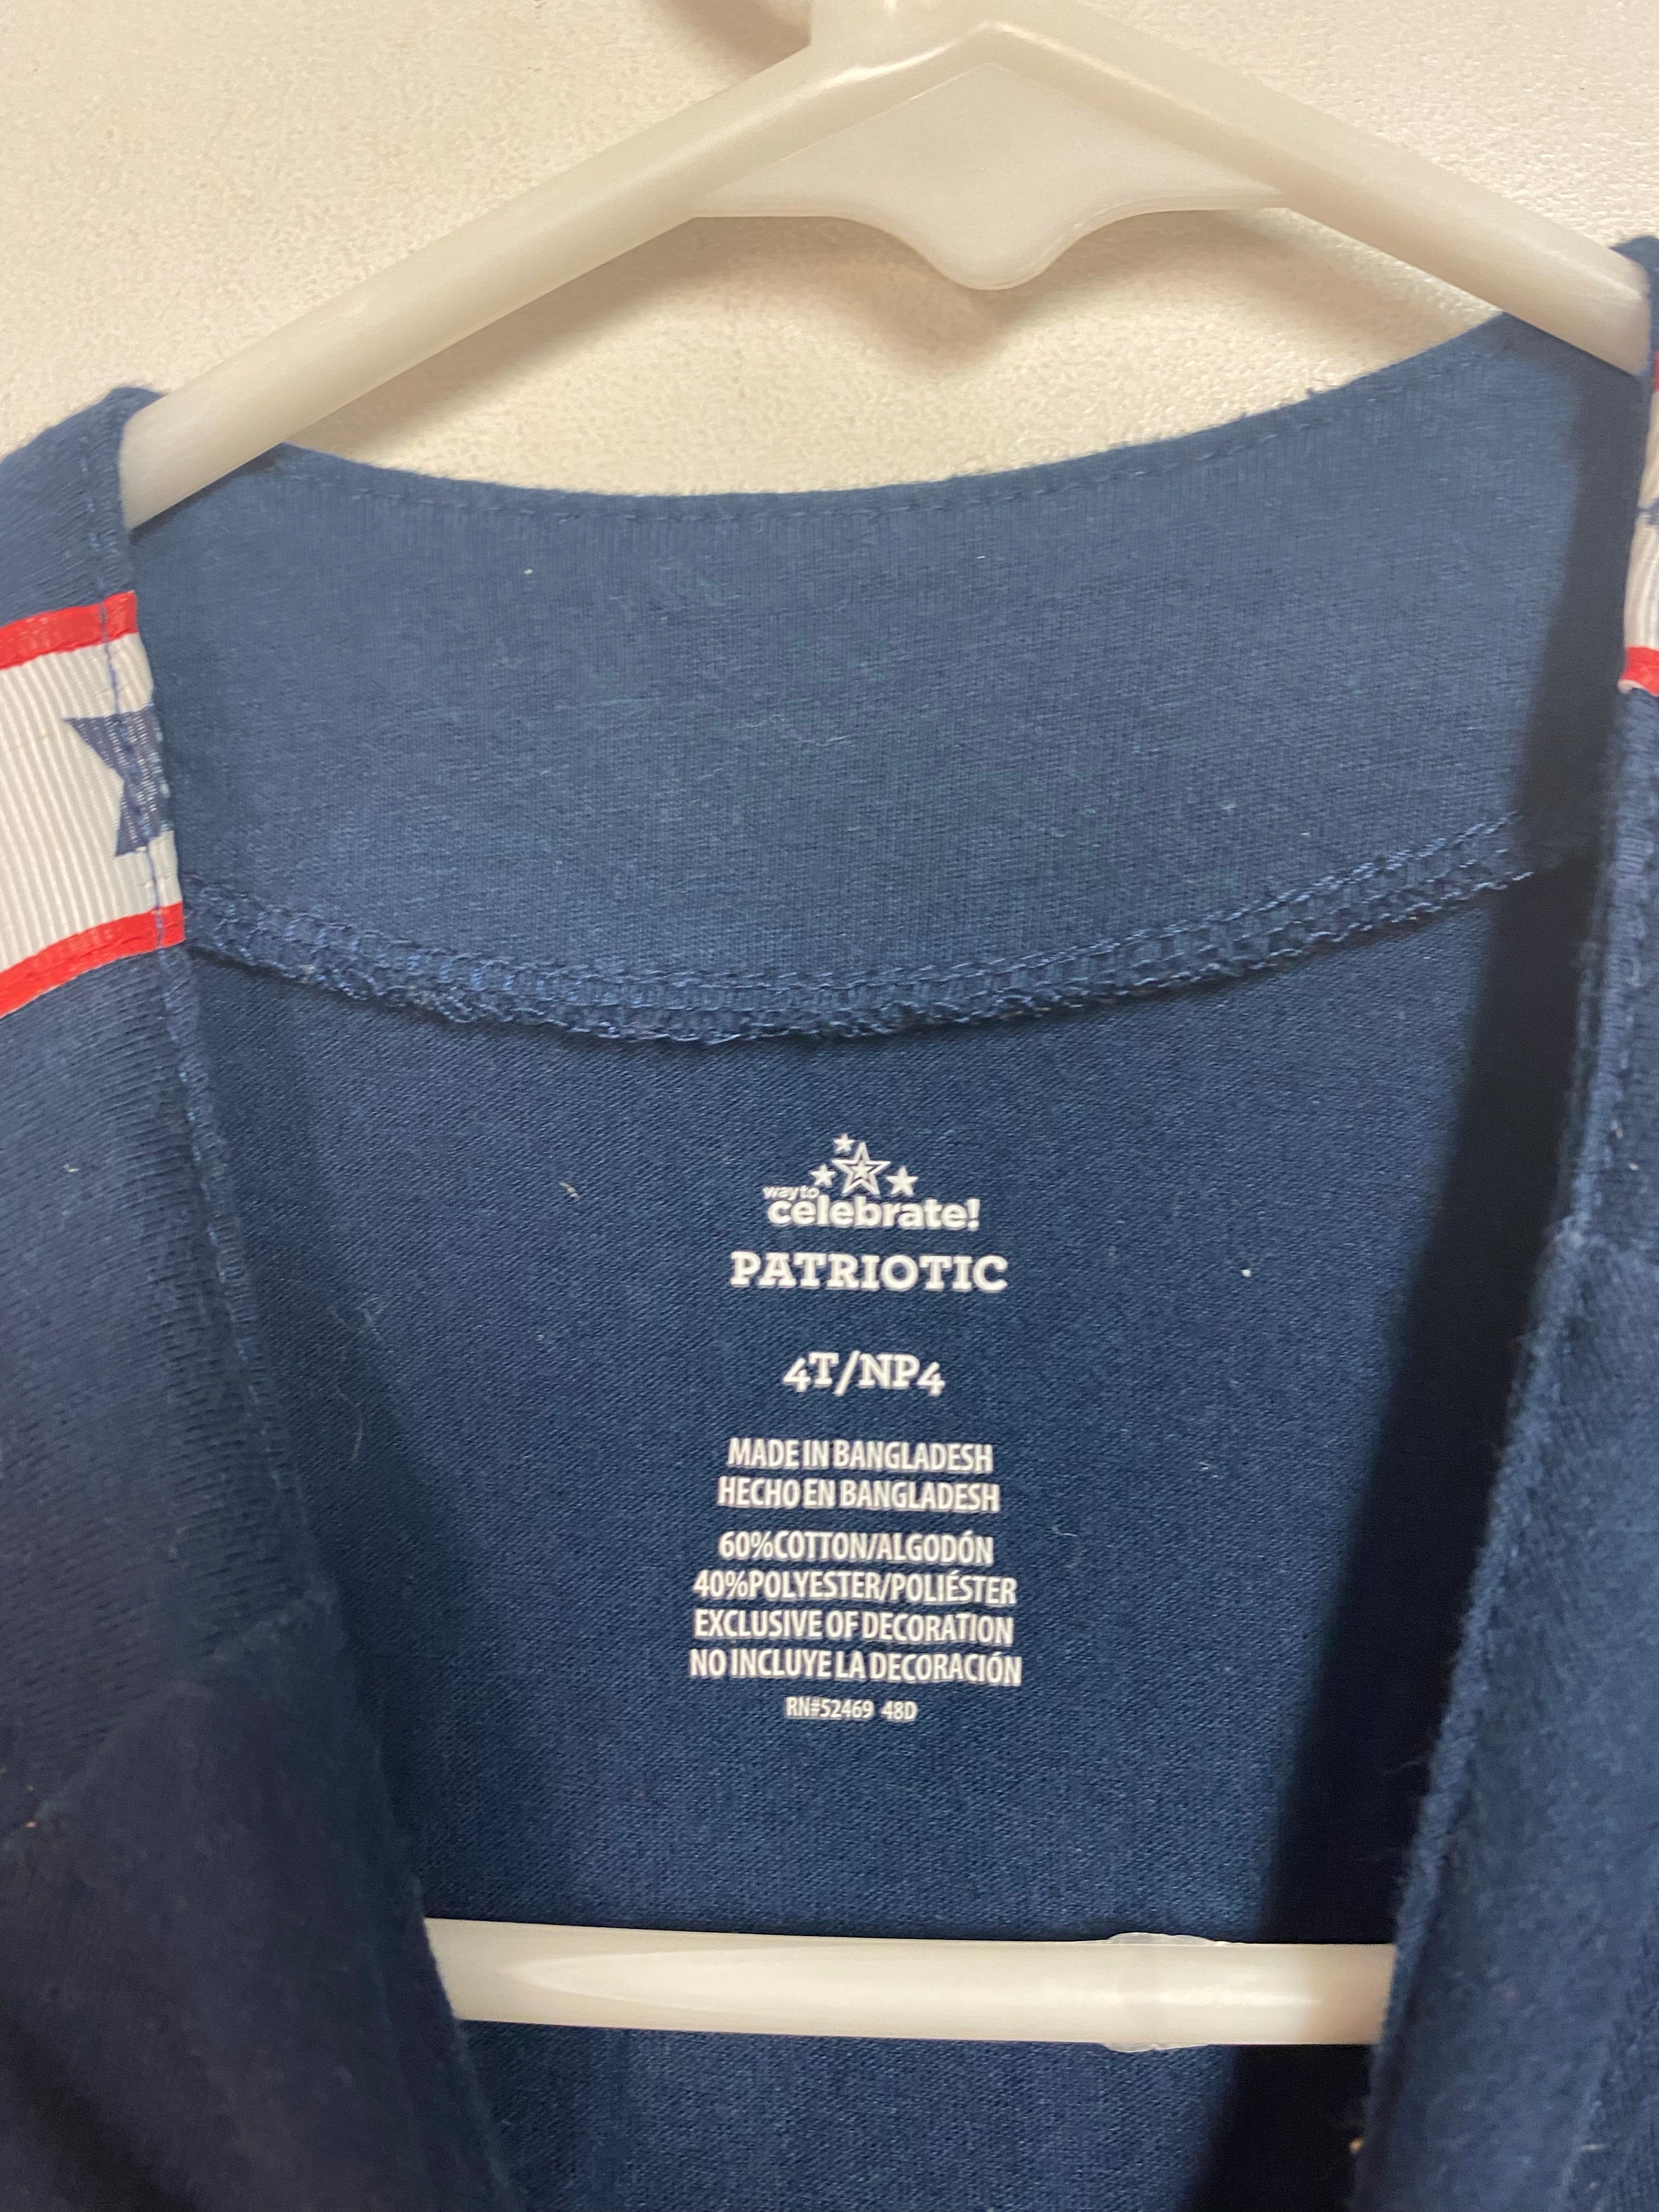 way to
celebrate!
PATRIOTIC
4T/NP4
MADE IN BANGLADESH
HECHO EN BANGLADESH
60%COTTON/ALGODÓN
40%POLYESTER/POLIÉSTER
EXCLUSIVE OF DECORATION
NO INCLUYE LA DECORACIÓN
RN#52469 48D